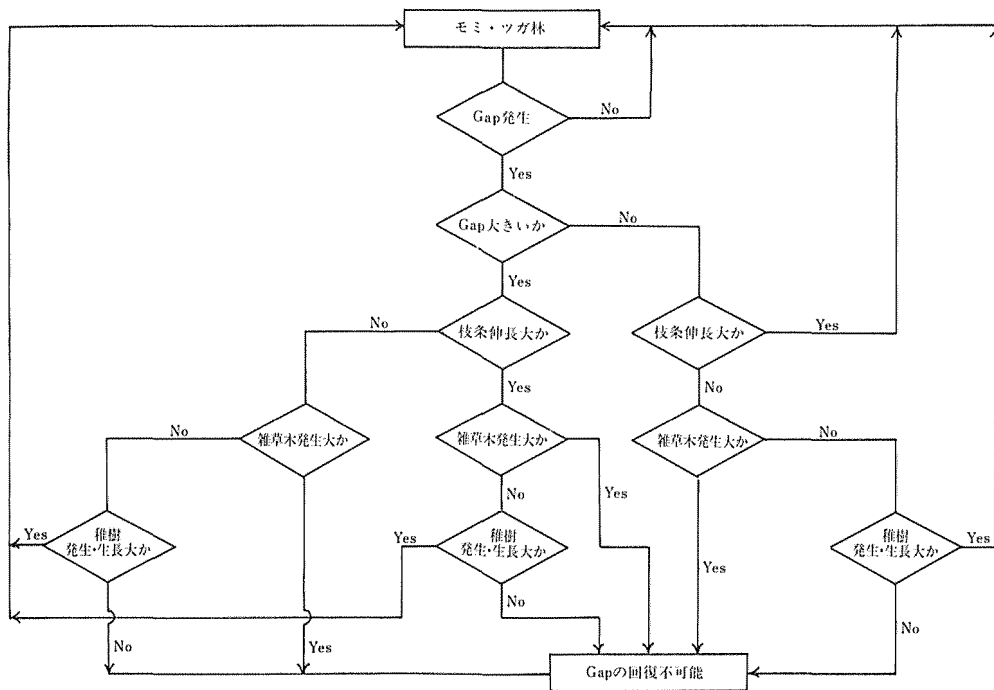 モミ・ツガ林
Gap発生
No
Yes
Gap大きいか
No
Yes
枝条伸長大か
No
Yes
枝条伸長大か
Yes
No
雑草木発生大か
No
Yes
雑草木発生大か
Yes
No
雑草木発生大か
No
Yes
稚樹
発生・生長大か
Yes
No
稚樹
発生・生長大か
Yes
No
稚樹
発生・生長大か
Yes
No
Gapの回復不可能